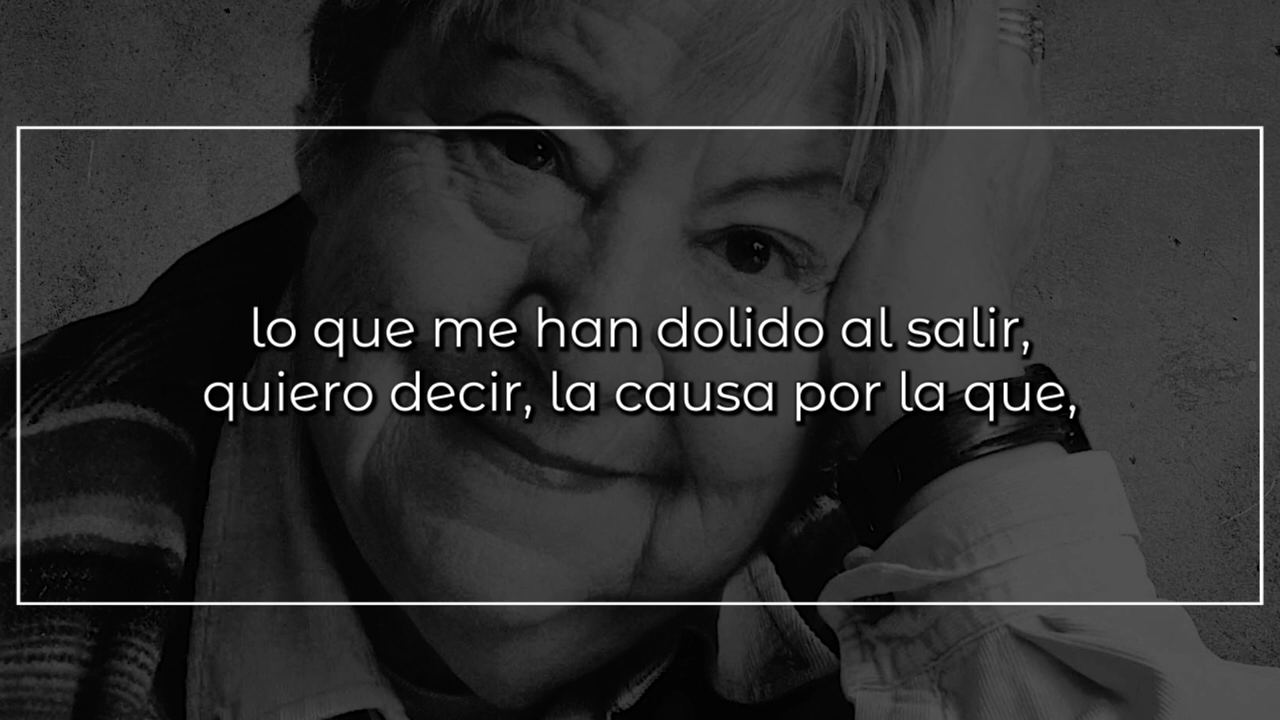 lo que me han dolido al salir,
quiero decir, la causa por la que,